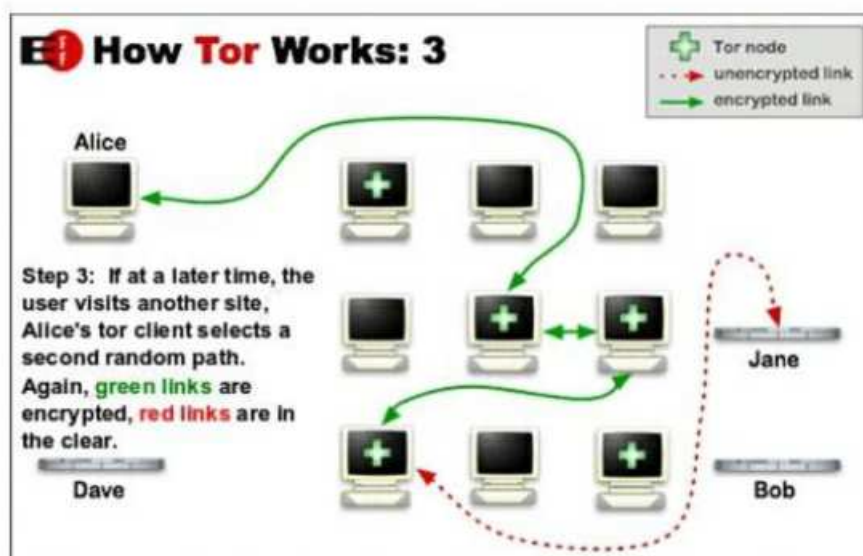 How Tor Works: 3
Tor node
unencrypted link
encrypted link
Alice
Step 3: If at a later time, the
user visits another site,
Alice's tor client selects a
second random path.
Again, green links are
encrypted, red links are in
the clear.
Jane
Dave
Bob